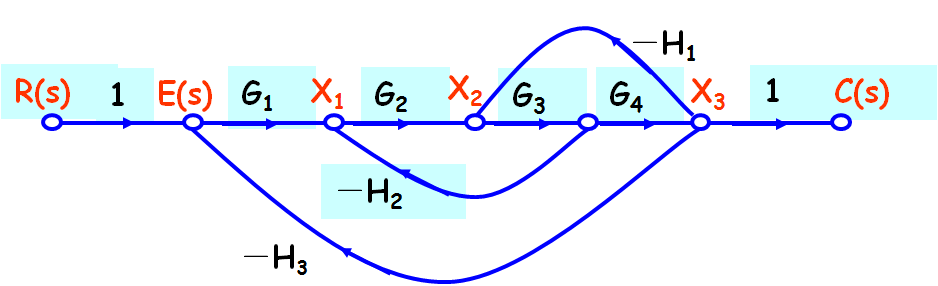 —H₁
R(s) 1 E(s) G₁ X₁ G₂ X₂ G₃ G₄ X₃ 1 C(s)
—H₂
—H₃